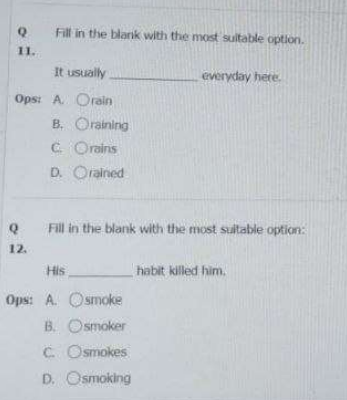 Q Fill in the blank with the most suitable option.
11.
It usually ____________ everyday here.
Ops: A. rain
B. raining
C. rains
D. rained
Q Fill in the blank with the most suitable option:
12.
His _________ habit killed him.
Ops: A. smoke
B. smoker
C. smokes
D. smoking